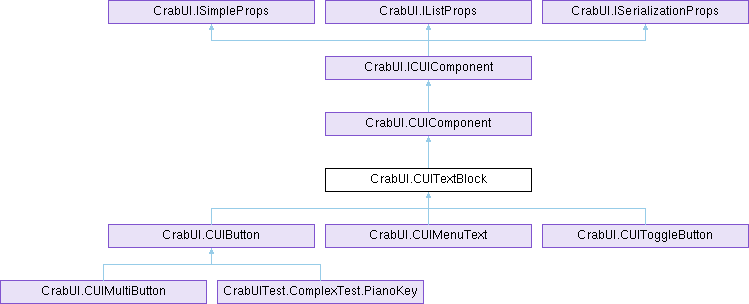 CrabUI.ISimpleProps
CrabUI.IListProps
CrabUI.ISerializationProps
CrabUI.ICUIComponent
CrabUI.CUIComponent
CrabUI.CUITextBlock
CrabUI.CUIButton
CrabUI.CUIMenuText
CrabUI.CUIToggleButton
CrabUI.CUIMultiButton
CrabUITest.ComplexTest.PianoKey